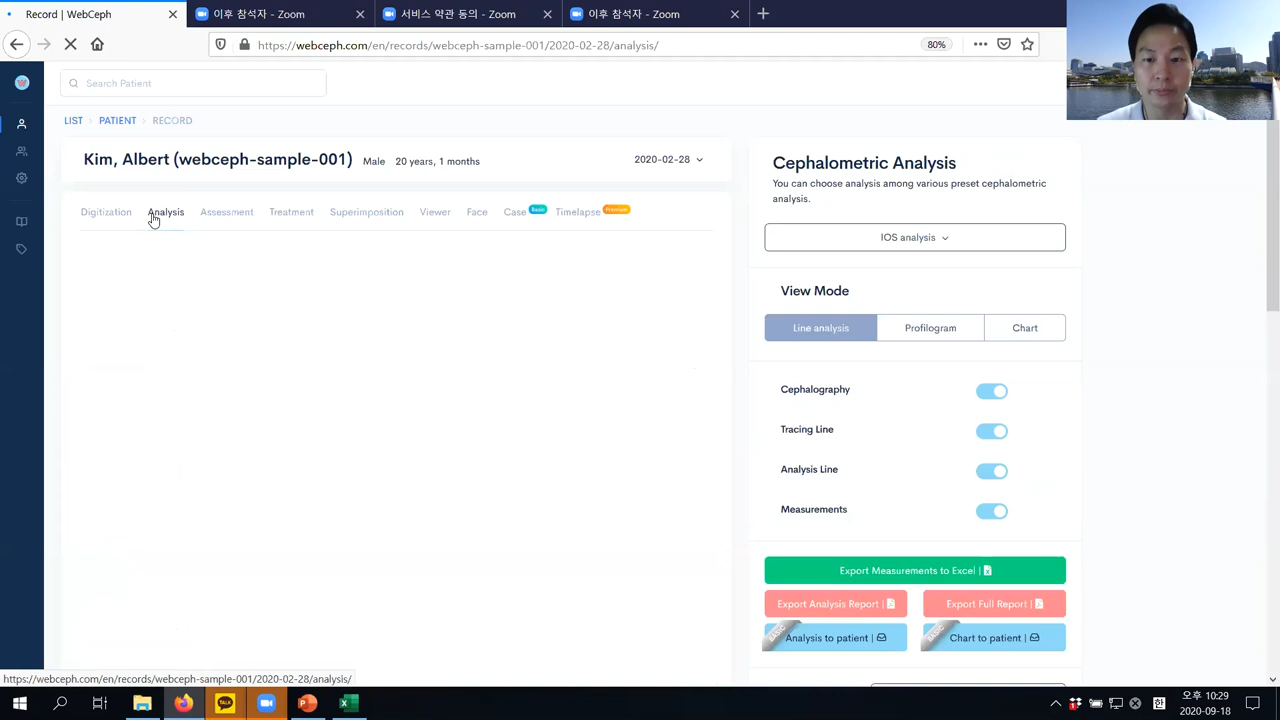 Record | WebCeph
이후 참석자 - Zoom
서비스 약관 동의 - Zoom
이후 참석자 - Zoom
https://webceph.com/en/records/webceph-sample-001/2020-02-28/analysis/
80%
Search Patient
LIST > PATIENT > RECORD
Kim, Albert (webceph-sample-001) Male 20 years, 1 months
2020-02-28
Digitization Analysis Assessment Treatment Superimposition Viewer Face Case Basic Timelapse Premium
Cephalometric Analysis
You can choose analysis among various preset cephalometric
analysis.
IOS analysis
View Mode
Line analysis Profilogram Chart
Cephalography
Tracing Line
Analysis Line
Measurements
Export Measurements to Excel |
Export Analysis Report | Export Full Report |
BASIC Analysis to patient | BASIC Chart to patient |
https://webceph.com/en/records/webceph-sample-001/2020-02-28/analysis/
TALK
한
오후 10:29
2020-09-18